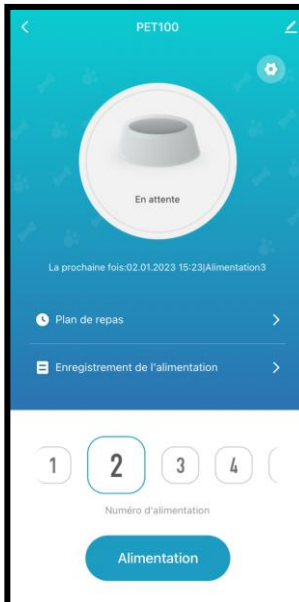 PET100
En attente
La prochaine fois:02.01.2023 15:23|Alimentation3
Plan de repas
Enregistrement de l'alimentation
1 2 3 4
Numéro d'alimentation
Alimentation